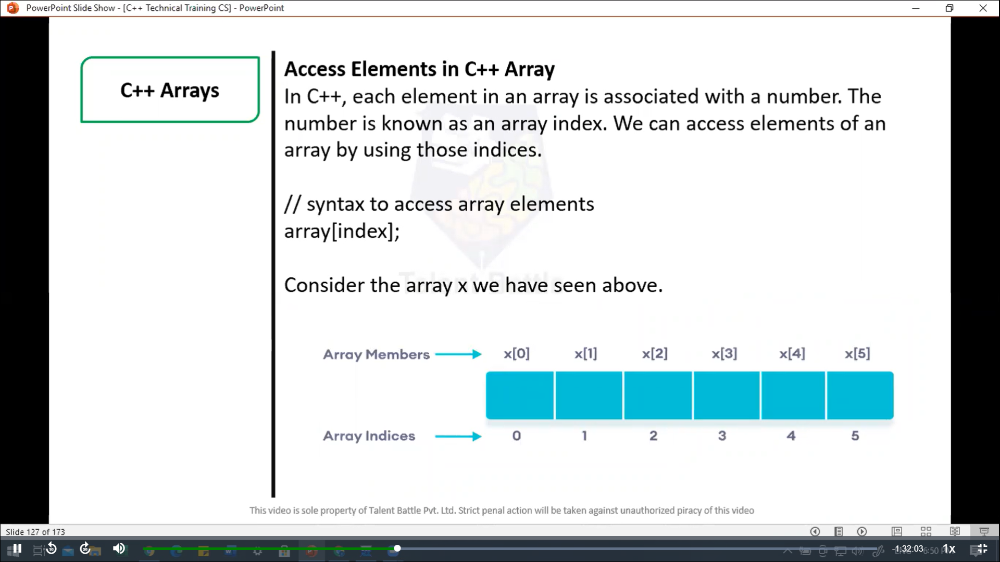 PowerPoint Slide Show - [C++ Technical Training CS] - PowerPoint
C++ Arrays
Access Elements in C++ Array
In C++, each element in an array is associated with a number. The
number is known as an array index. We can access elements of an
array by using those indices.
// syntax to access array elements
array[index];
Talent Battle
Consider the array x we have seen above.
Array Members x[0] x[1] x[2] x[3] x[4] x[5]
Array Indices 0 1 2 3 4 5
This video is sole property of Talent Battle Pvt. Ltd. Strict penal action will be taken against unauthorized piracy of this video
Slide 127 of 173
10 30 -1:32:03 1x